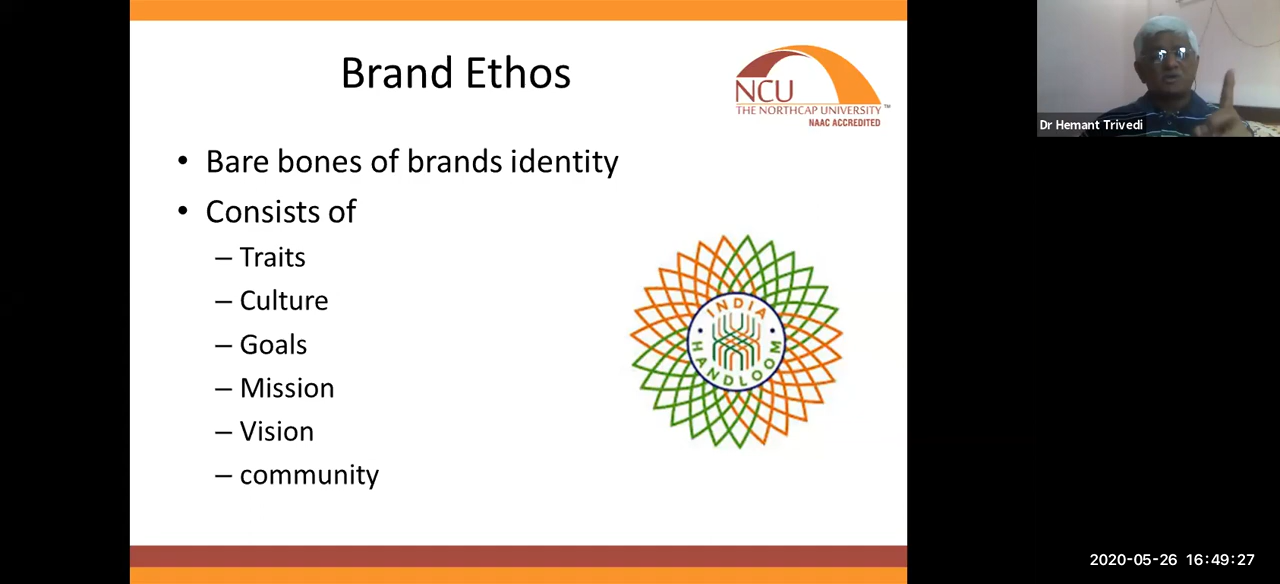 Brand Ethos
NCU
THE NORTHCAP UNIVERSITY™
NAAC ACCREDITED
• Bare bones of brands identity
• Consists of
– Traits
– Culture
– Goals
– Mission
– Vision
– community
INDIA
HANDLOOM
Dr Hemant Trivedi
2020-05-26 16:49:27